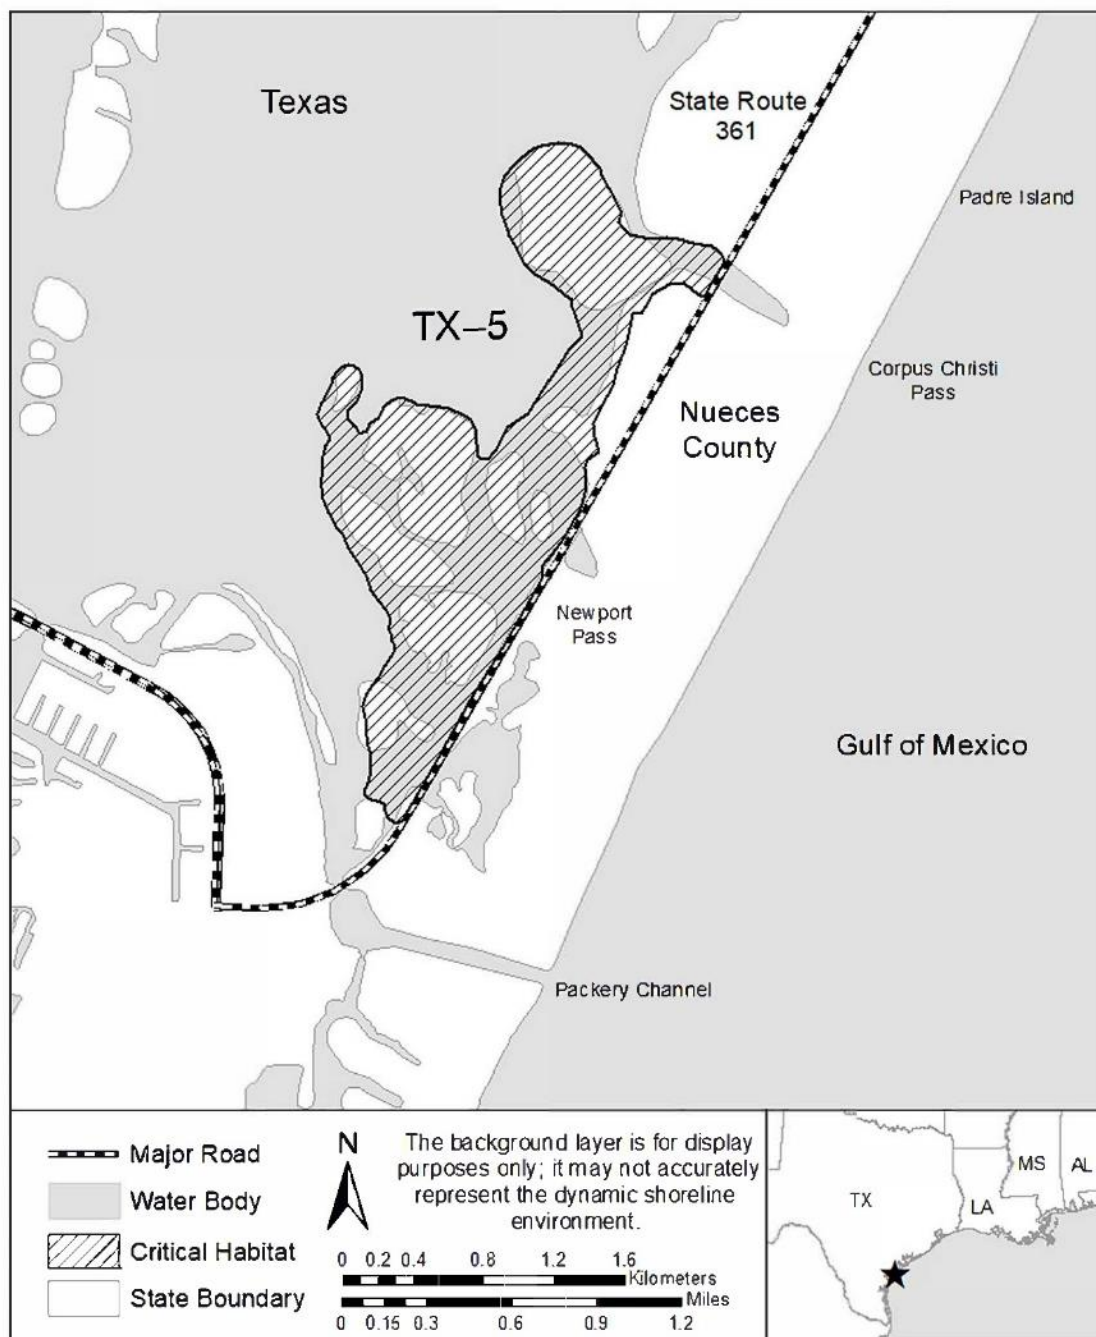 Texas
State Route
361
Padre Island
TX–5
Corpus Christi
Pass
Nueces
County
Newport
Pass
Gulf of Mexico
Packery Channel
Major Road
Water Body
Critical Habitat
State Boundary
N
The background layer is for display
purposes only; it may not accurately
represent the dynamic shoreline
environment.
0 0.2 0.4 0.8 1.2 1.6
Kilometers
Miles
0 0.15 0.3 0.6 0.9 1.2
MS
AL
TX
LA